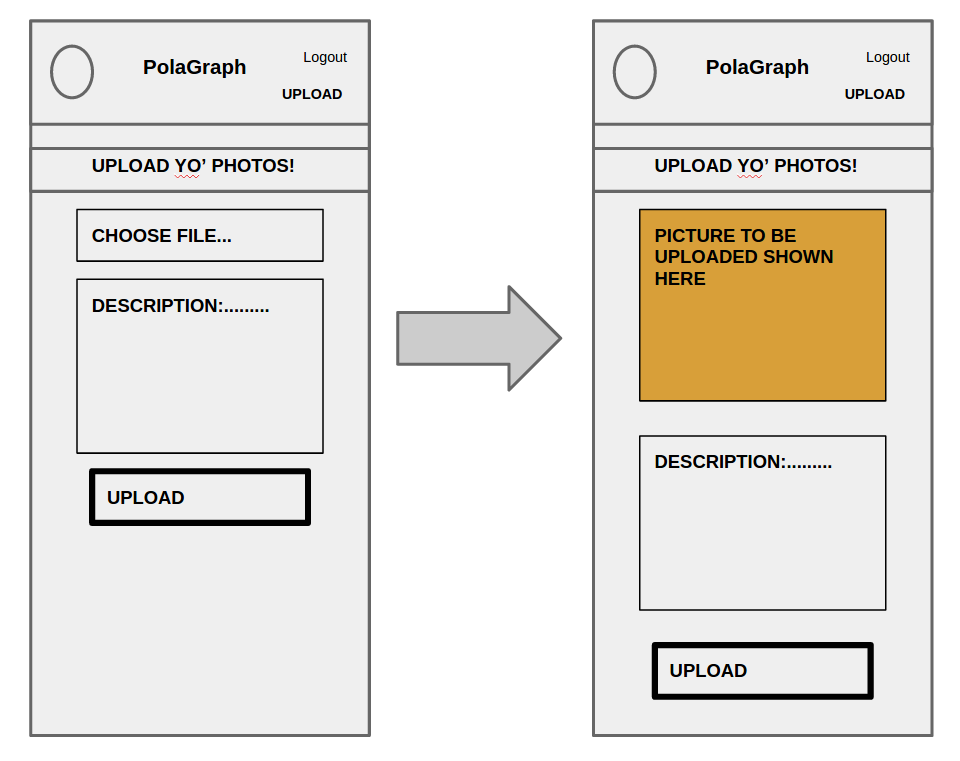 PolaGraph
Logout
UPLOAD
UPLOAD YO’ PHOTOS!
CHOOSE FILE...
DESCRIPTION:.........
UPLOAD
PolaGraph
Logout
UPLOAD
UPLOAD YO’ PHOTOS!
PICTURE TO BE
UPLOADED SHOWN
HERE
DESCRIPTION:.........
UPLOAD